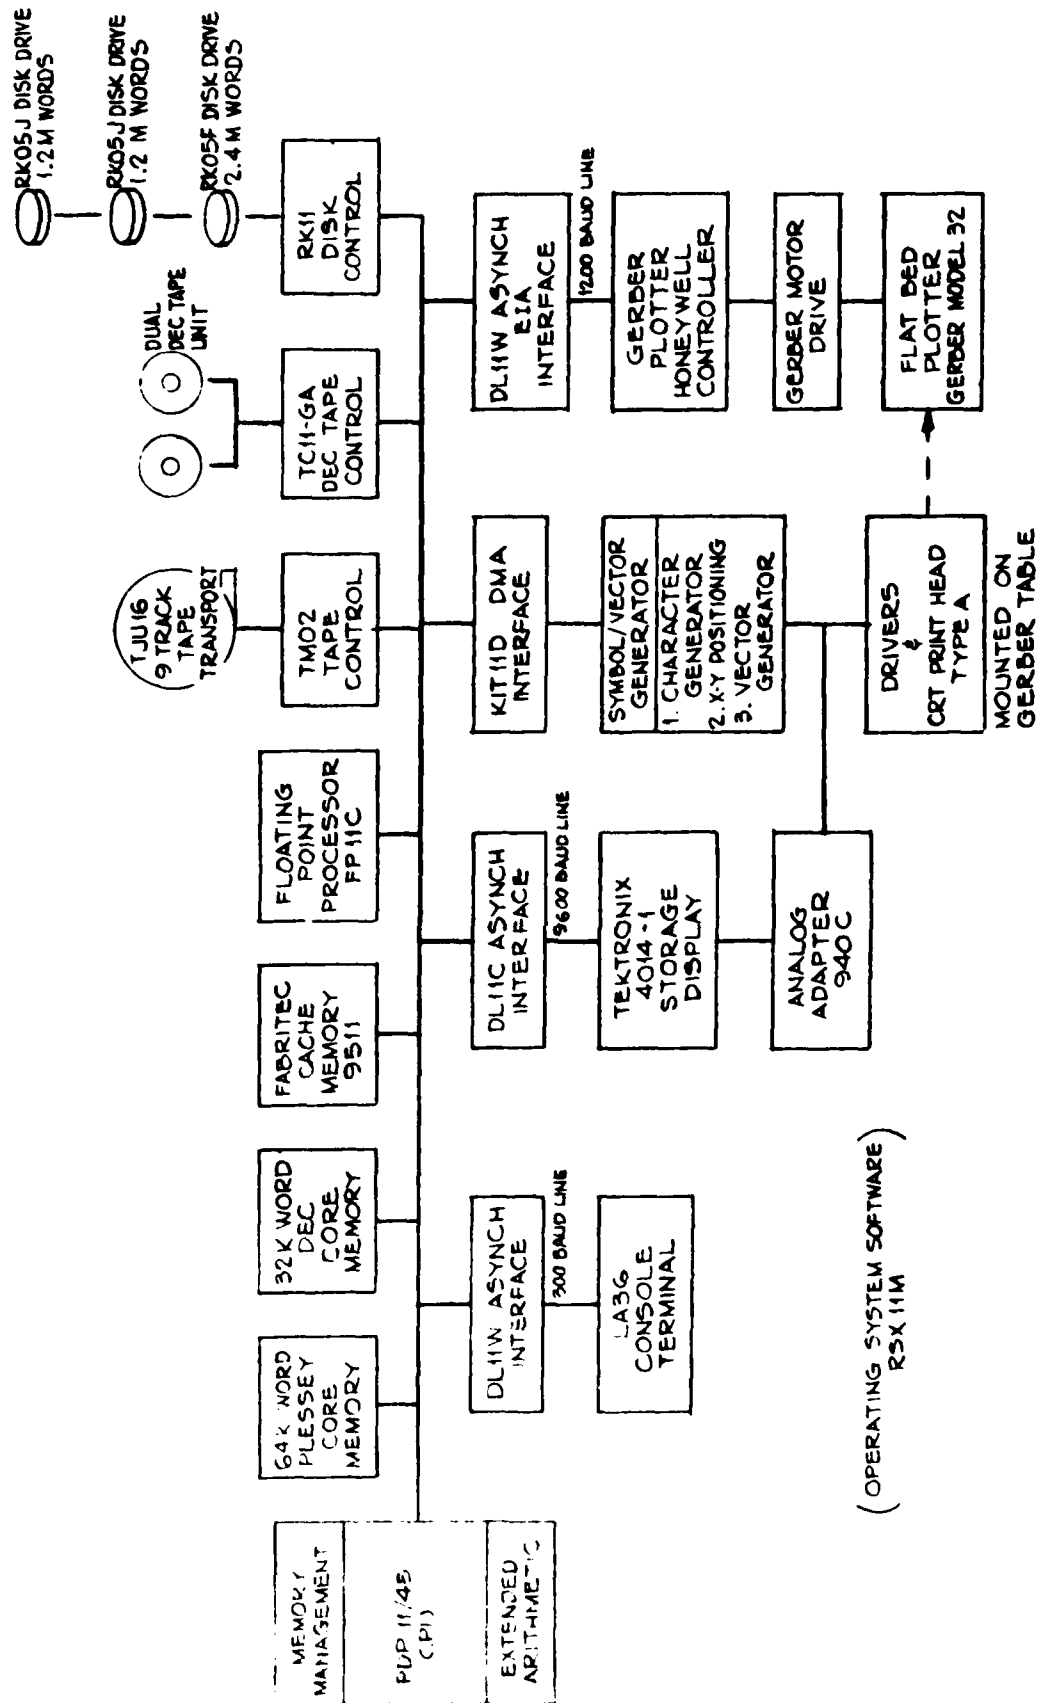 MEMORY
MANAGEMENT
PDP 11/45
EXTENDED
ARITHMETIC
64K WORD
PLESSEY
CORE
MEMORY
32K WORD
DEC
CORE
MEMORY
FABRITEC
CACHE
MEMORY
9511
FLOATING
POINT
PROCESSOR
FP11C
TJU16
9 TRACK
TAPE
TRANSPORT
TM02
TAPE
CONTROL
DUAL
DEC TAPE
UNIT
TC11-GA
DEC TAPE
CONTROL
RK05J DISK DRIVE
1.2M WORDS
RK05J DISK DRIVE
1.2 M WORDS
RK05F DISK DRIVE
2.4 M WORDS
RK11
DISK
CONTROL
DL11W ASYNCH
INTERFACE
300 BAUD LINE
LA36
CONSOLE
TERMINAL
DL11C ASYNCH
INTERFACE
9600 BAUD LINE
TEKTRONIX
4014-1
STORAGE
DISPLAY
ANALOG
ADAPTER
940C
KIT11D DMA
INTERFACE
SYMBOL/VECTOR
GENERATOR
1. CHARACTER
GENERATOR
2. X-Y POSITIONING
3. VECTOR
GENERATOR
DRIVERS
&
CRT PRINT HEAD
TYPE A
MOUNTED ON
GERBER TABLE
DL11W ASYNCH
EIA
INTERFACE
1200 BAUD LINE
GERBER
PLOTTER
HONEYWELL
CONTROLLER
GERBER MOTOR
DRIVE
FLAT BED
PLOTTER
GERBER MODEL 32
(OPERATING SYSTEM SOFTWARE
RSX 11M)